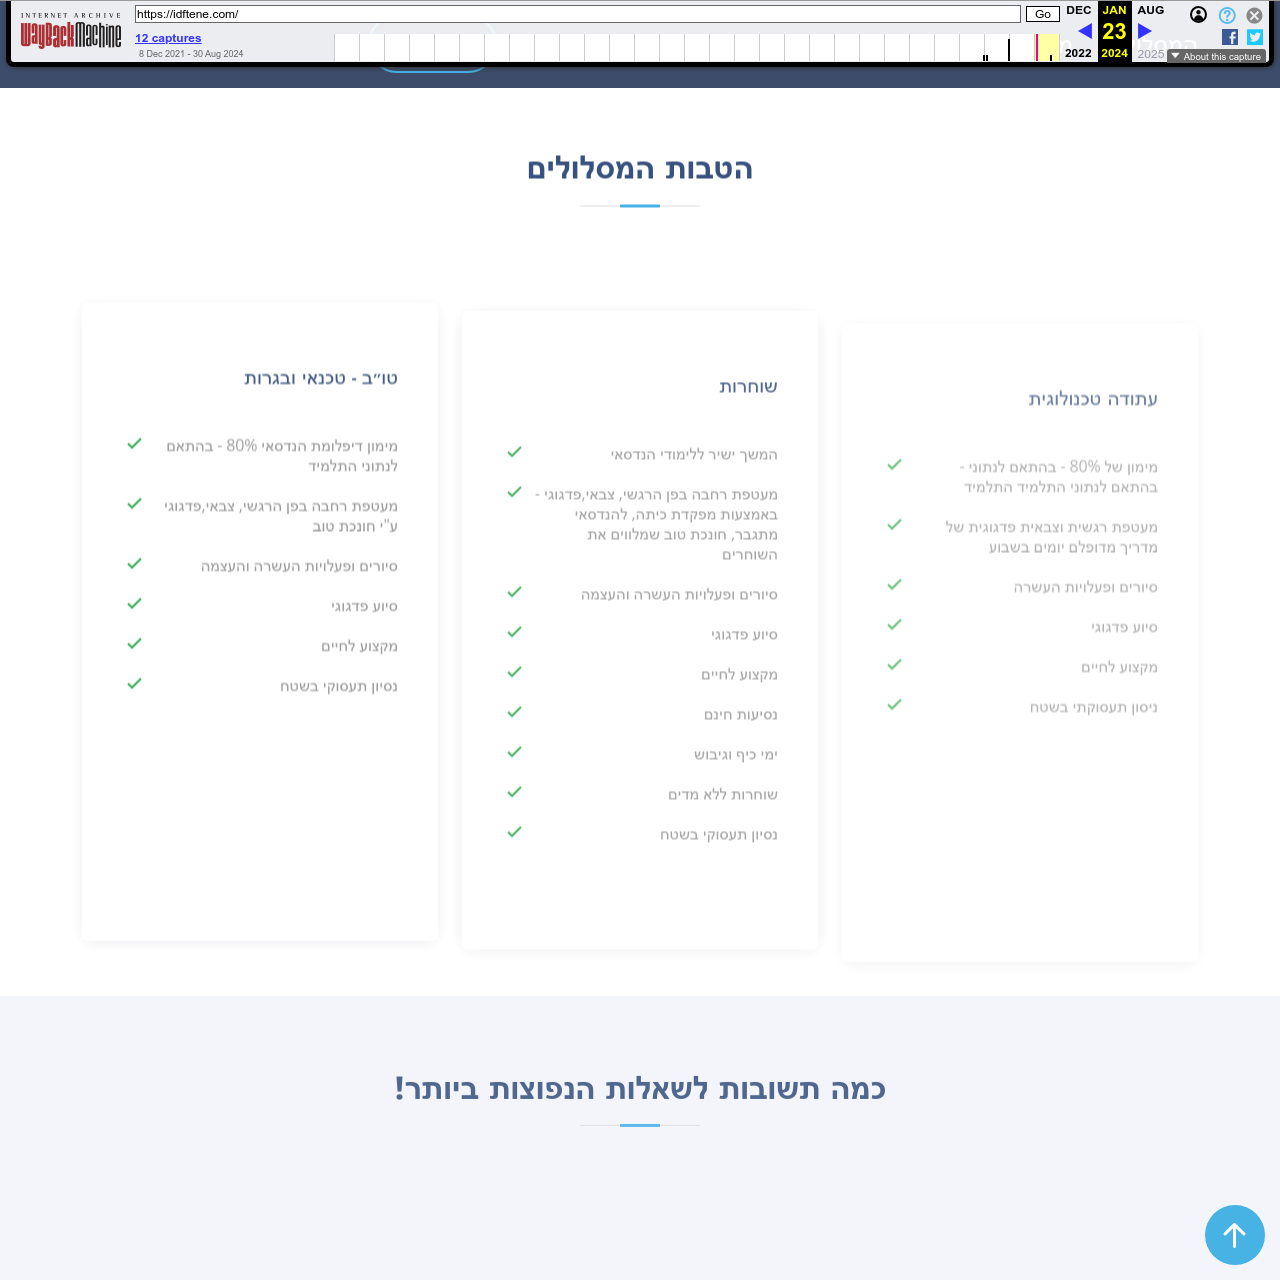 INTERNET ARCHIVE
WayBackMachine
https://idftene.com/
Go
DEC
JAN
AUG
12 captures
23
8 Dec 2021 - 30 Aug 2024
2022
2024
2025
About this capture
הטבות המסלולים
עתודה טכנולוגית
מימון של 80% - בהתאם לנתוני -
בהתאם לנתוני התלמיד התלמיד
מעטפת רגשית וצבאית פדגוגית של
מדריך מדופלם יומים בשבוע
סיורים ופעלויות העשרה
סיוע פדגוגי
מקצוע לחיים
ניסון תעסוקתי בשטח
שוחרות
המשך ישיר ללימודי הנדסאי
מעטפת רחבה בפן הרגשי, צבאי,פדגוגי -
באמצעות מפקדת כיתה, להנדסאי
מתגבר, חונכת טוב שמלווים את
השוחרים
סיורים ופעלויות העשרה והעצמה
סיוע פדגוגי
מקצוע לחיים
נסיעות חינם
ימי כיף וגיבוש
שוחרות ללא מדים
נסיון תעסוקי בשטח
טו״ב - טכנאי ובגרות
מימון דיפלומת הנדסאי 80% - בהתאם
לנתוני התלמיד
מעטפת רחבה בפן הרגשי, צבאי,פדגוגי
ע"י חונכת טוב
סיורים ופעלויות העשרה והעצמה
סיוע פדגוגי
מקצוע לחיים
נסיון תעסוקי בשטח
כמה תשובות לשאלות הנפוצות ביותר!